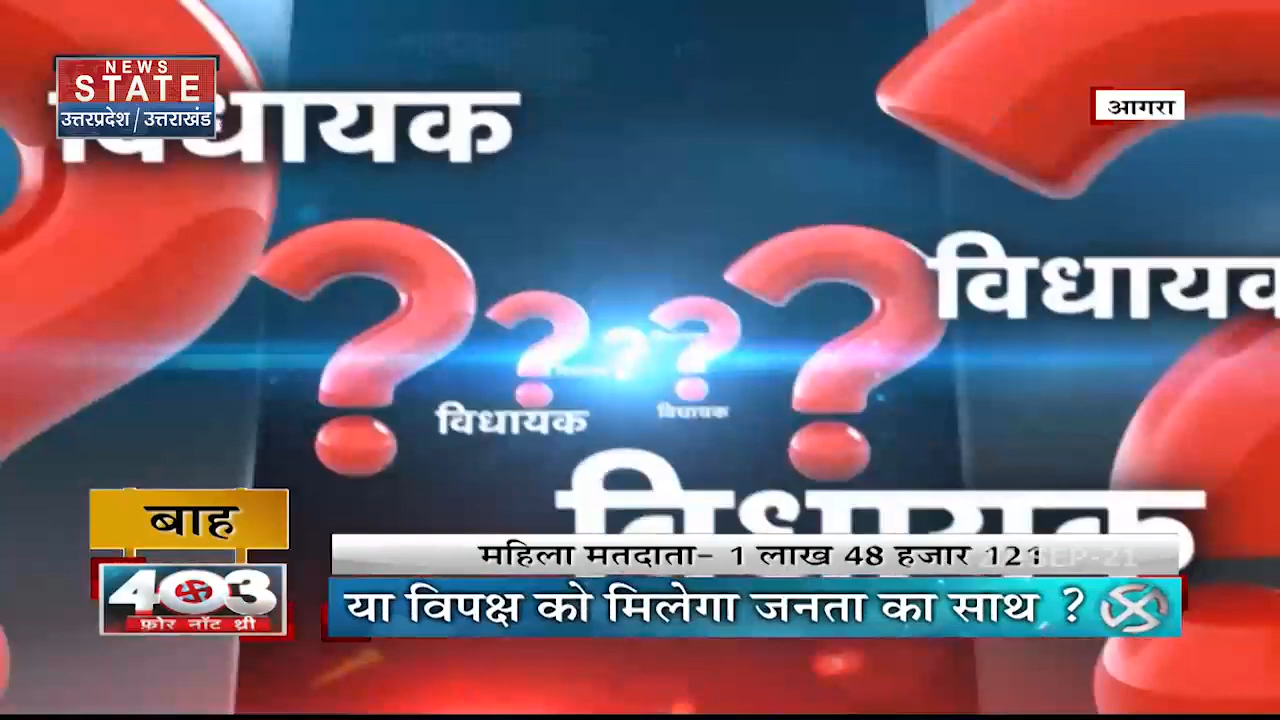 NEWS
STATE
उत्तरप्रदेश/उत्तराखंड
आगरा
विधायक
विधायक
विधायक
विधायक
विधायक
बाह
403
फ़ोर नॉट थ्री
महिला मतदाता- 1 लाख 48 हजार 121
या विपक्ष को मिलेगा जनता का साथ ?